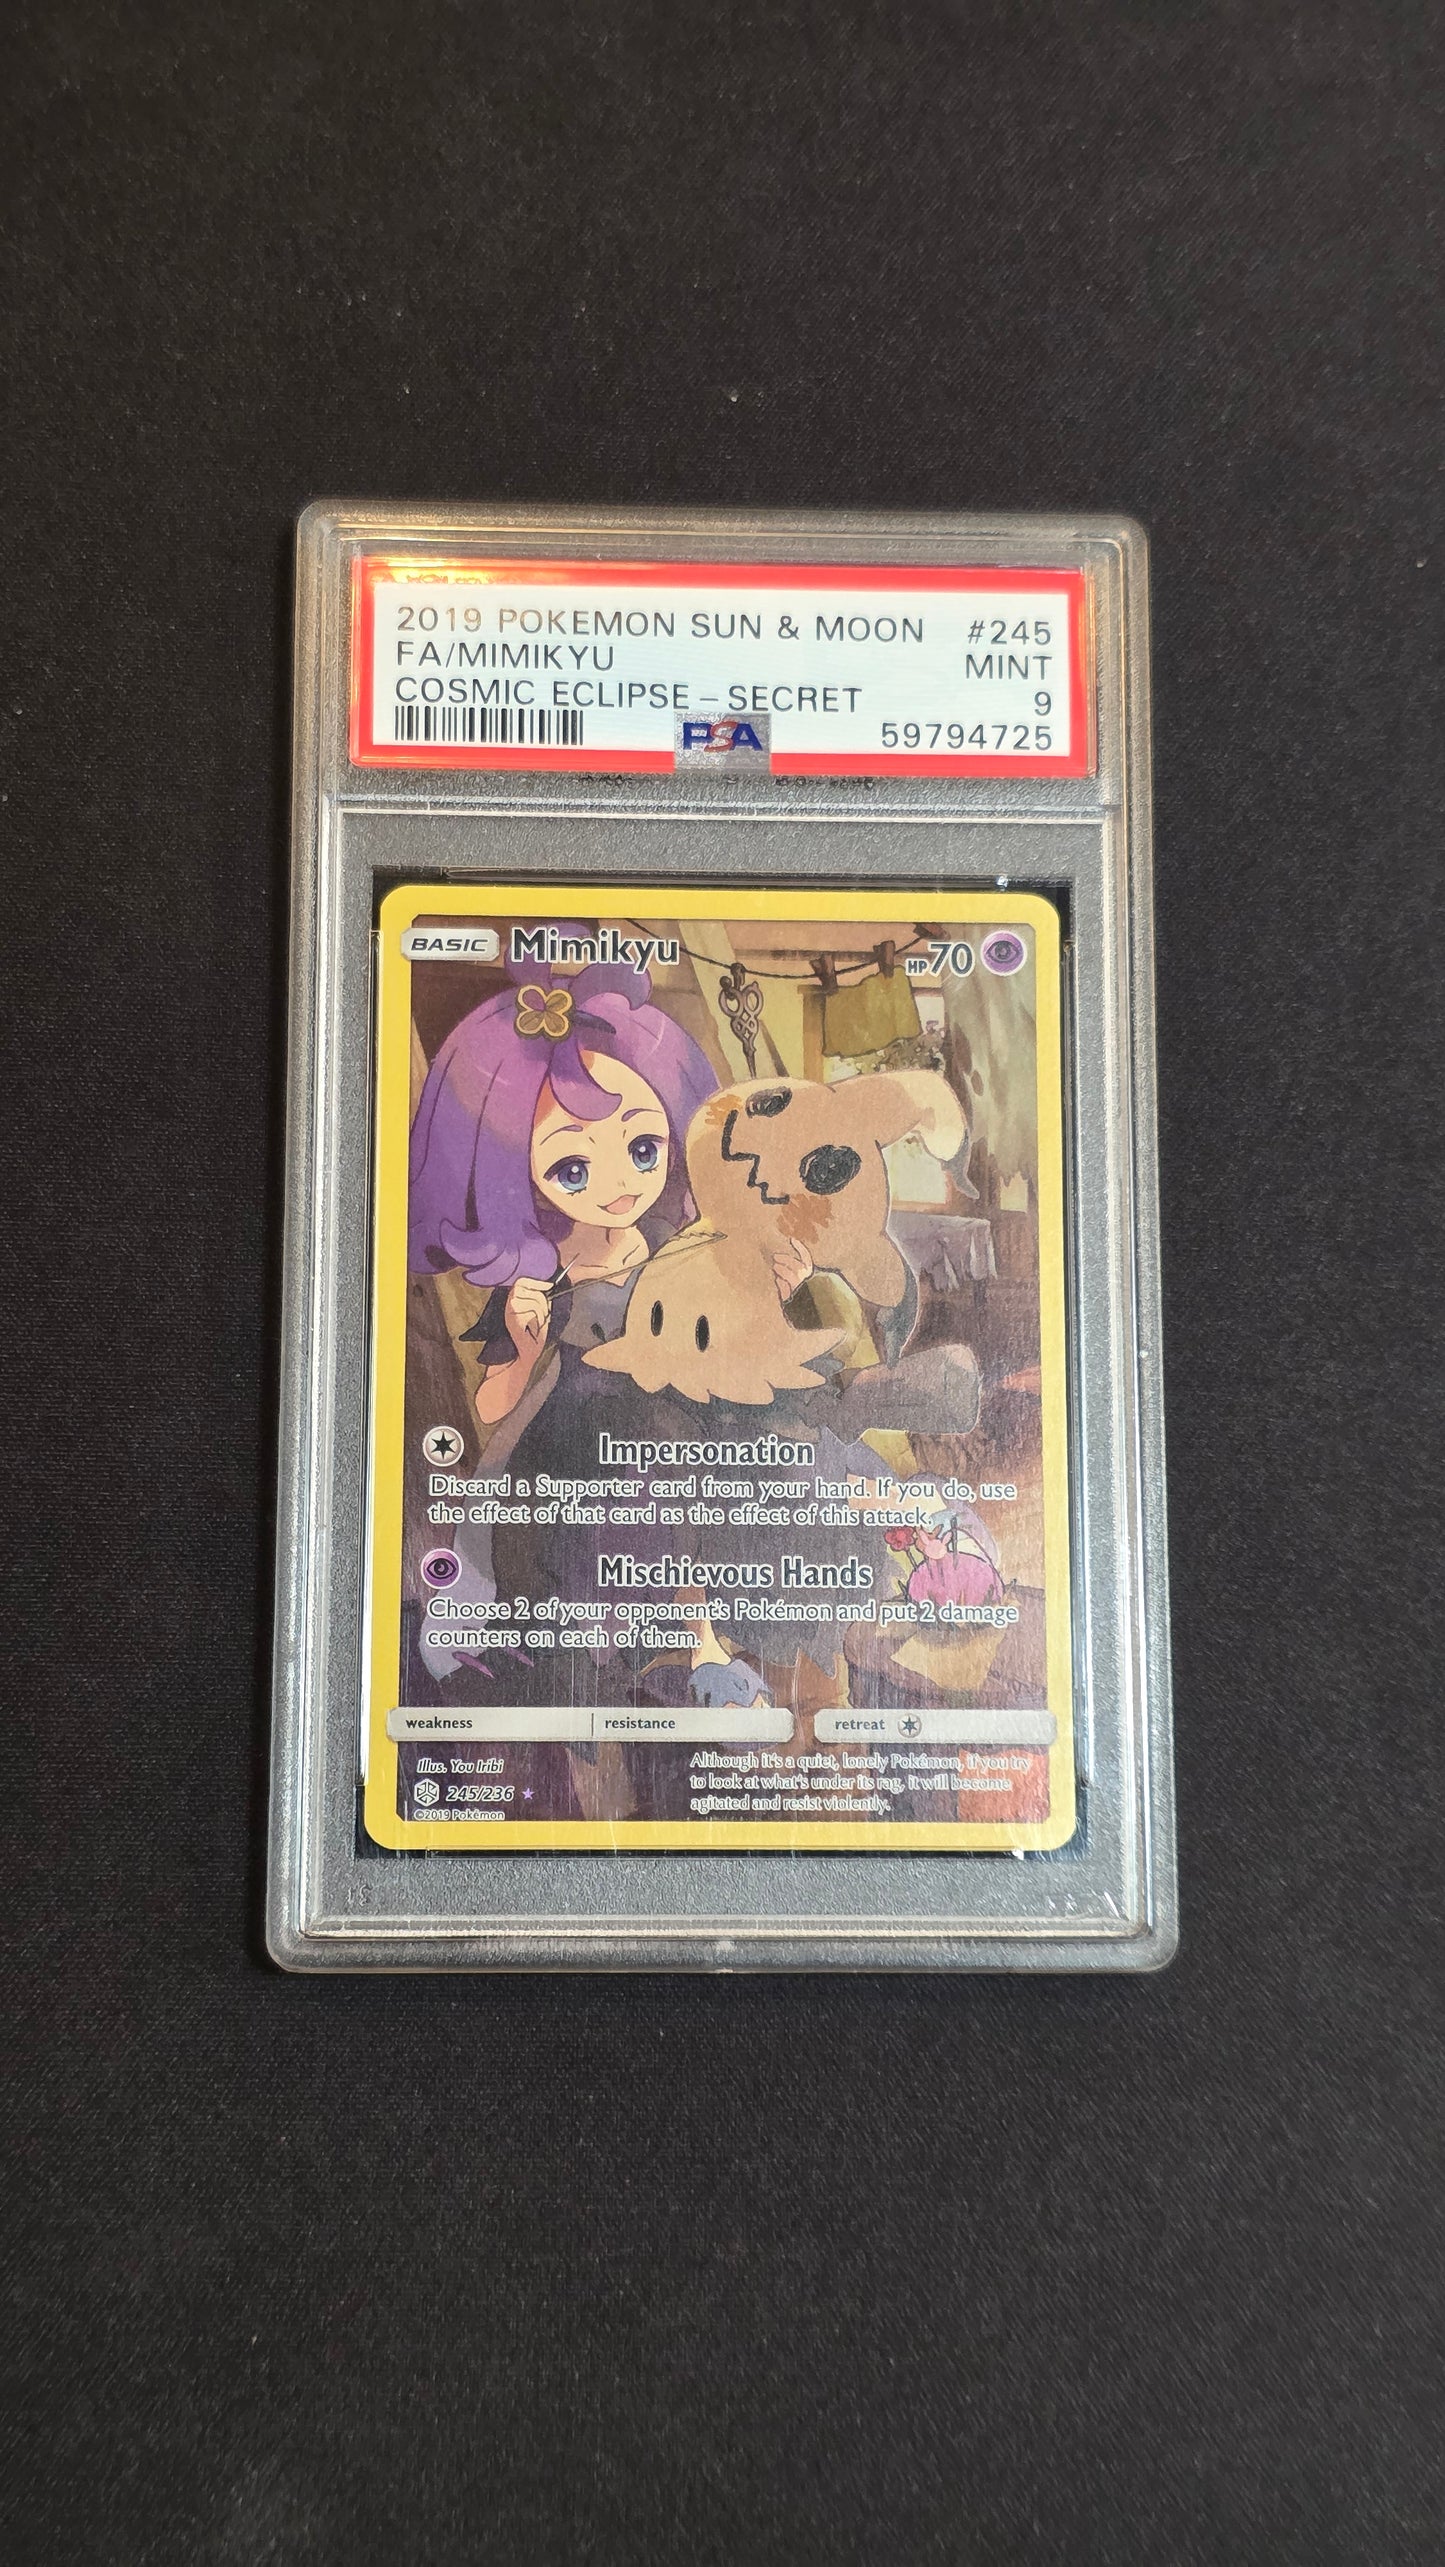 2019 POKEMON SUN & MOON #245
FA/MIMIKYU MINT
COSMIC ECLIPSE – SECRET 9
PSA 59794725
BASIC Mimikyu HP70
Impersonation
Discard a Supporter card from your hand. If you do, use
the effect of that card as the effect of this attack.
Mischievous Hands
Choose 2 of your opponent's Pokémon and put 2 damage
counters on each of them.
weakness resistance retreat
Illus. You Iribi
245/236
©2019 Pokémon
Although it's a quiet, lonely Pokémon, if you try
to look at what's under its rag, it will become
agitated and resist violently.